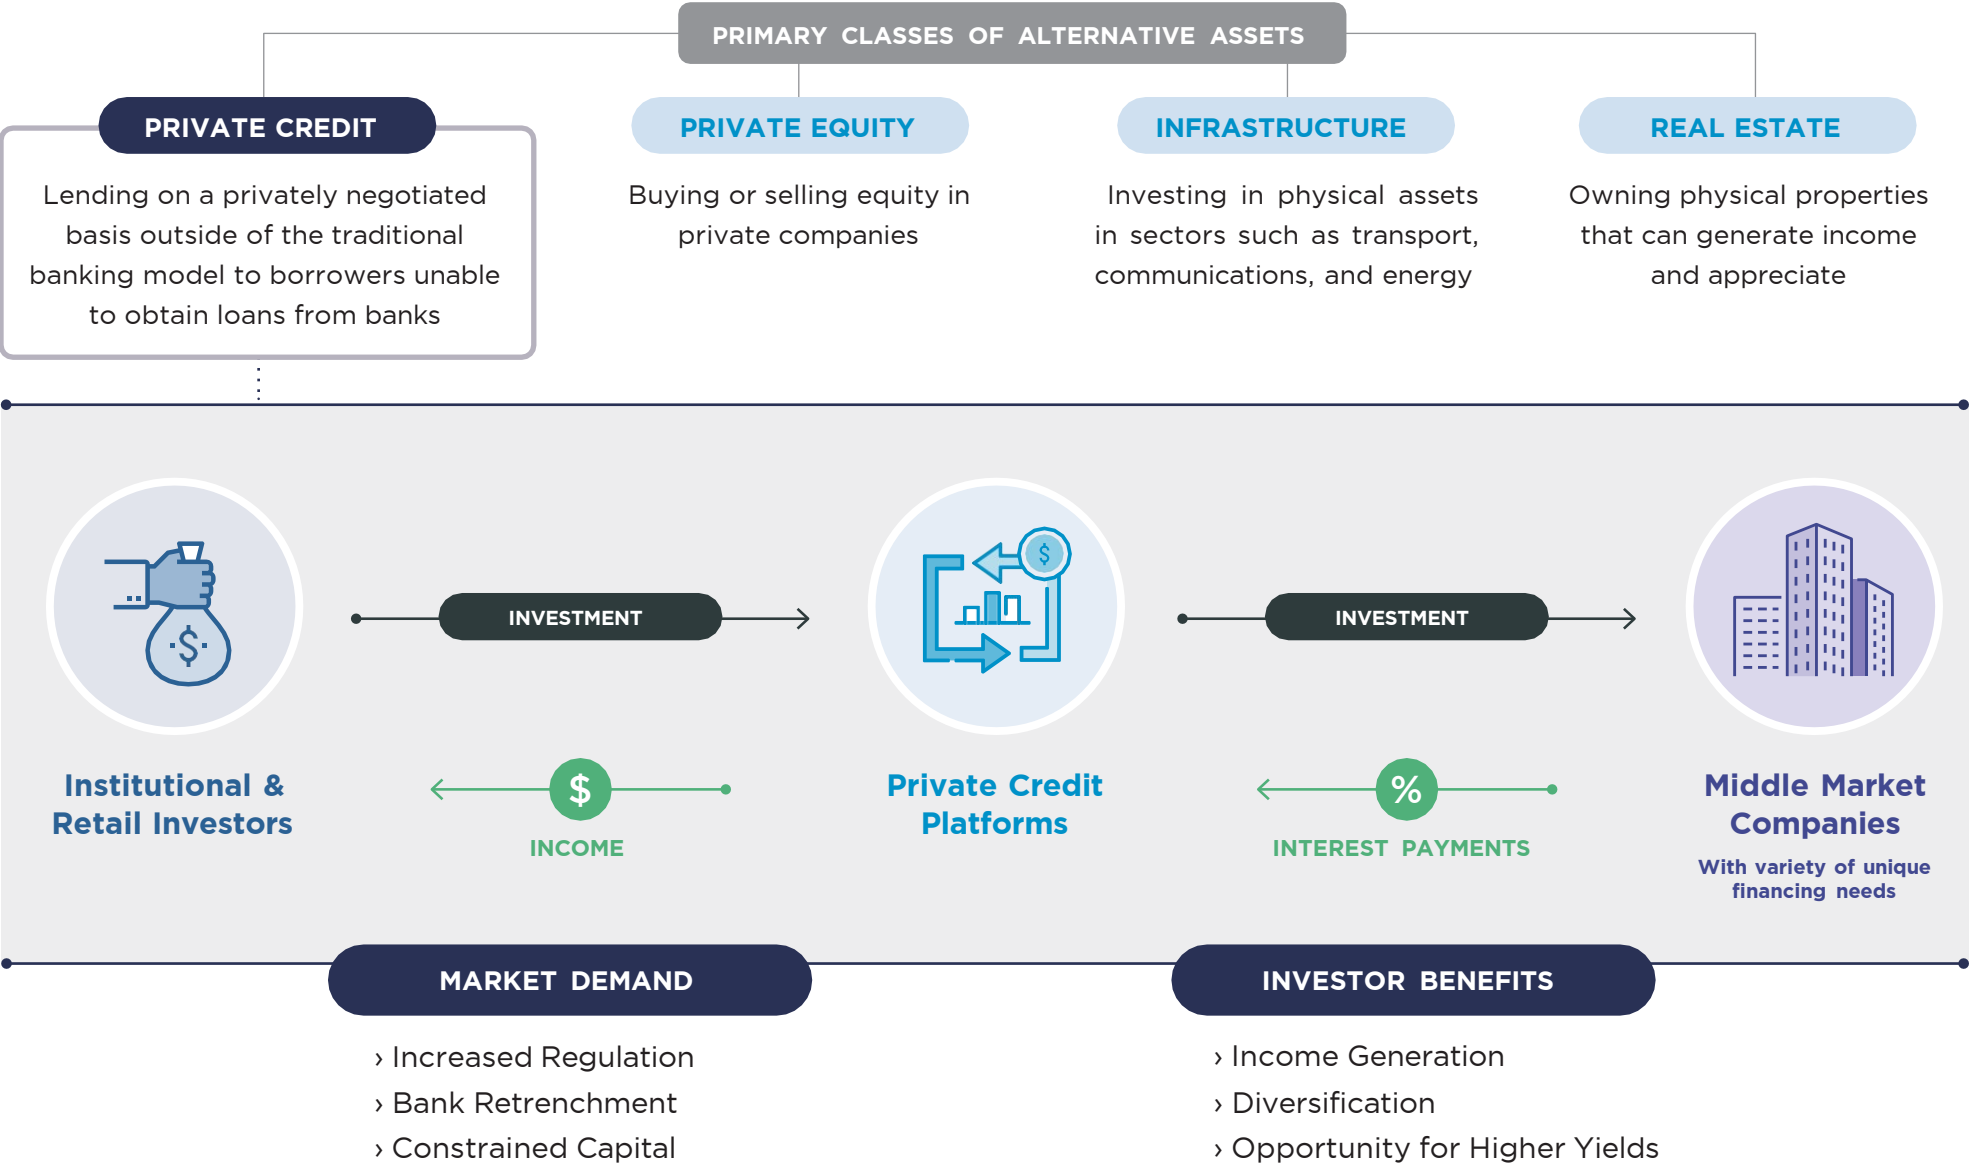 PRIMARY CLASSES OF ALTERNATIVE ASSETS
PRIVATE CREDIT
Lending on a privately negotiated
basis outside of the traditional
banking model to borrowers unable
to obtain loans from banks
PRIVATE EQUITY
Buying or selling equity in
private companies
INFRASTRUCTURE
Investing in physical assets
in sectors such as transport,
communications, and energy
REAL ESTATE
Owning physical properties
that can generate income
and appreciate
$
Institutional &
Retail Investors
INVESTMENT
$
INCOME
$
Private Credit
Platforms
INVESTMENT
%
INTEREST PAYMENTS
Middle Market
Companies
With variety of unique
financing needs
MARKET DEMAND
› Increased Regulation
› Bank Retrenchment
› Constrained Capital
INVESTOR BENEFITS
› Income Generation
› Diversification
› Opportunity for Higher Yields